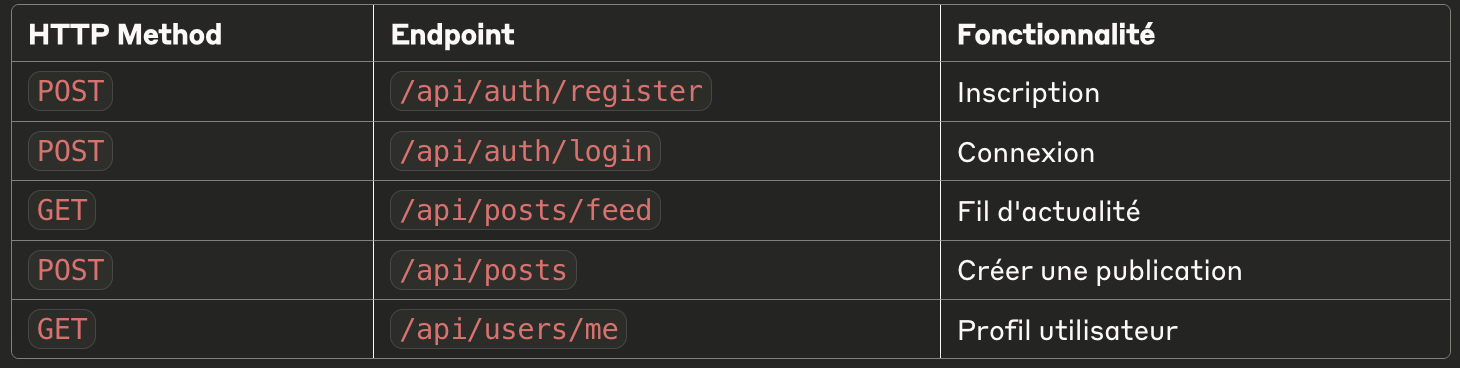 HTTP Method Endpoint Fonctionnalité
POST /api/auth/register Inscription
POST /api/auth/login Connexion
GET /api/posts/feed Fil d'actualité
POST /api/posts Créer une publication
GET /api/users/me Profil utilisateur